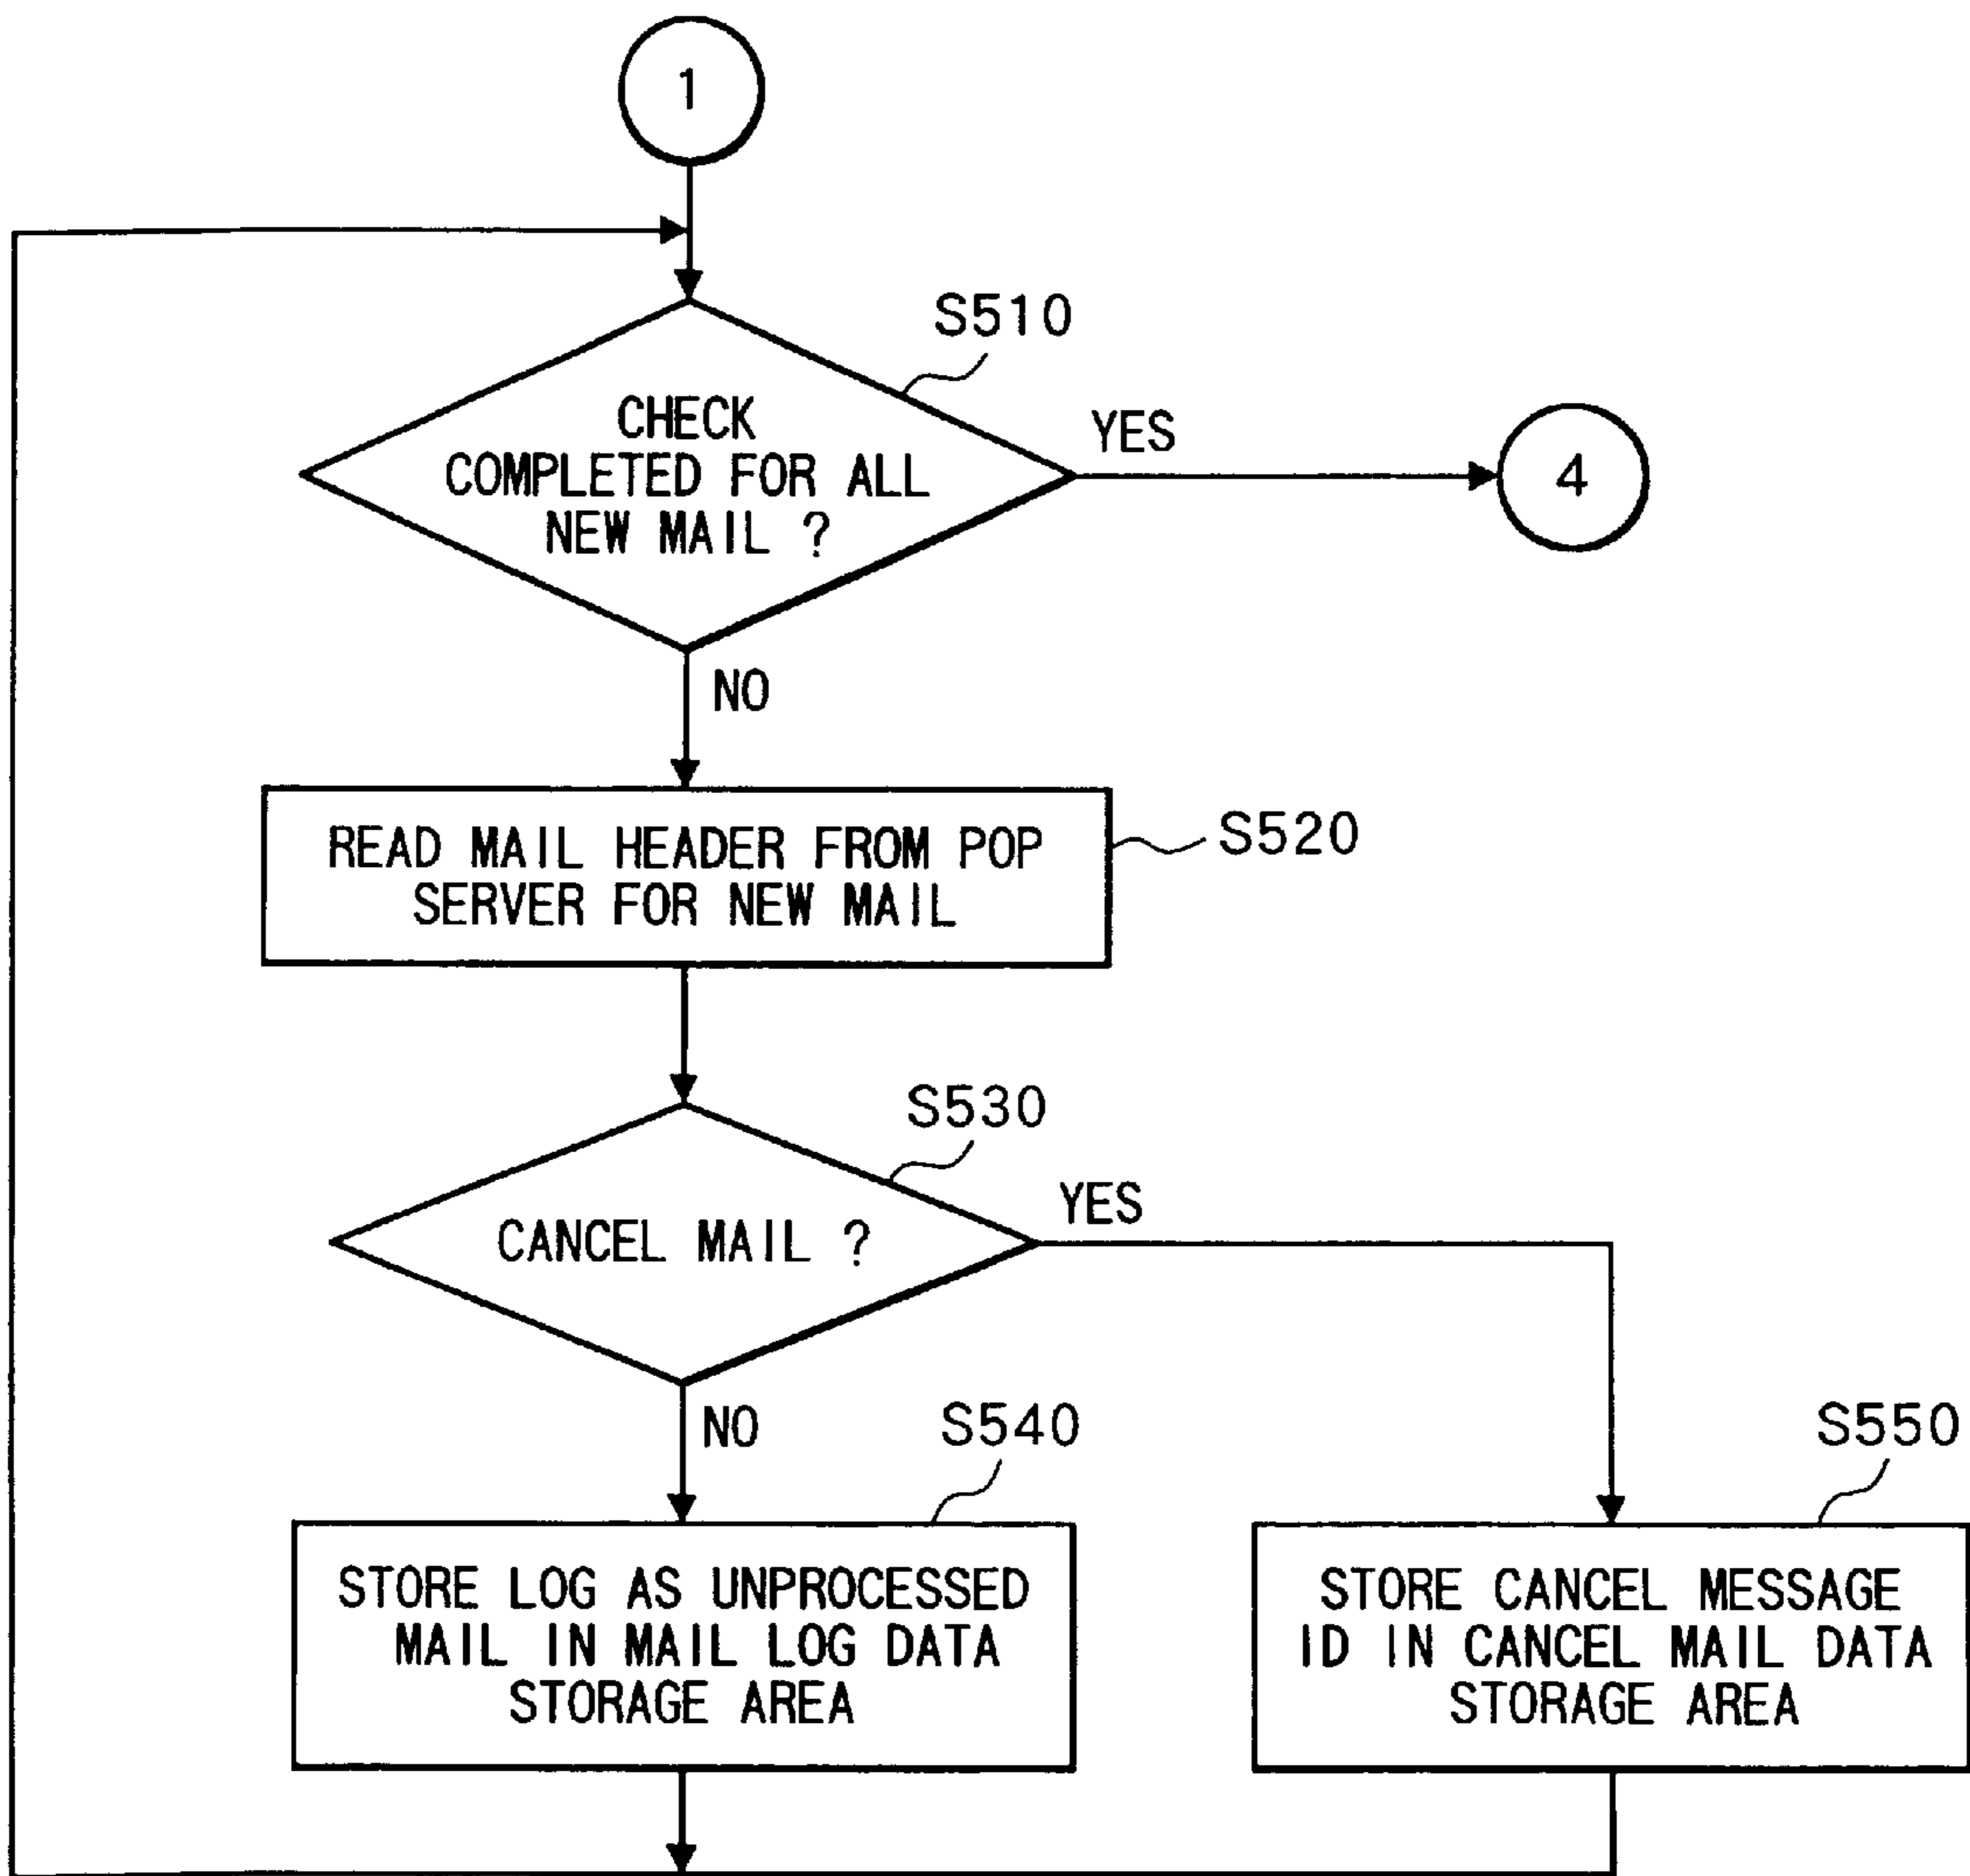 1
S510
CHECK
COMPLETED FOR ALL
NEW MAIL ?
YES
4
NO
READ MAIL HEADER FROM POP
SERVER FOR NEW MAIL
S520
S530
CANCEL MAIL ?
YES
NO
S540
STORE LOG AS UNPROCESSED
MAIL IN MAIL LOG DATA
STORAGE AREA
S550
STORE CANCEL MESSAGE
ID IN CANCEL MAIL DATA
STORAGE AREA